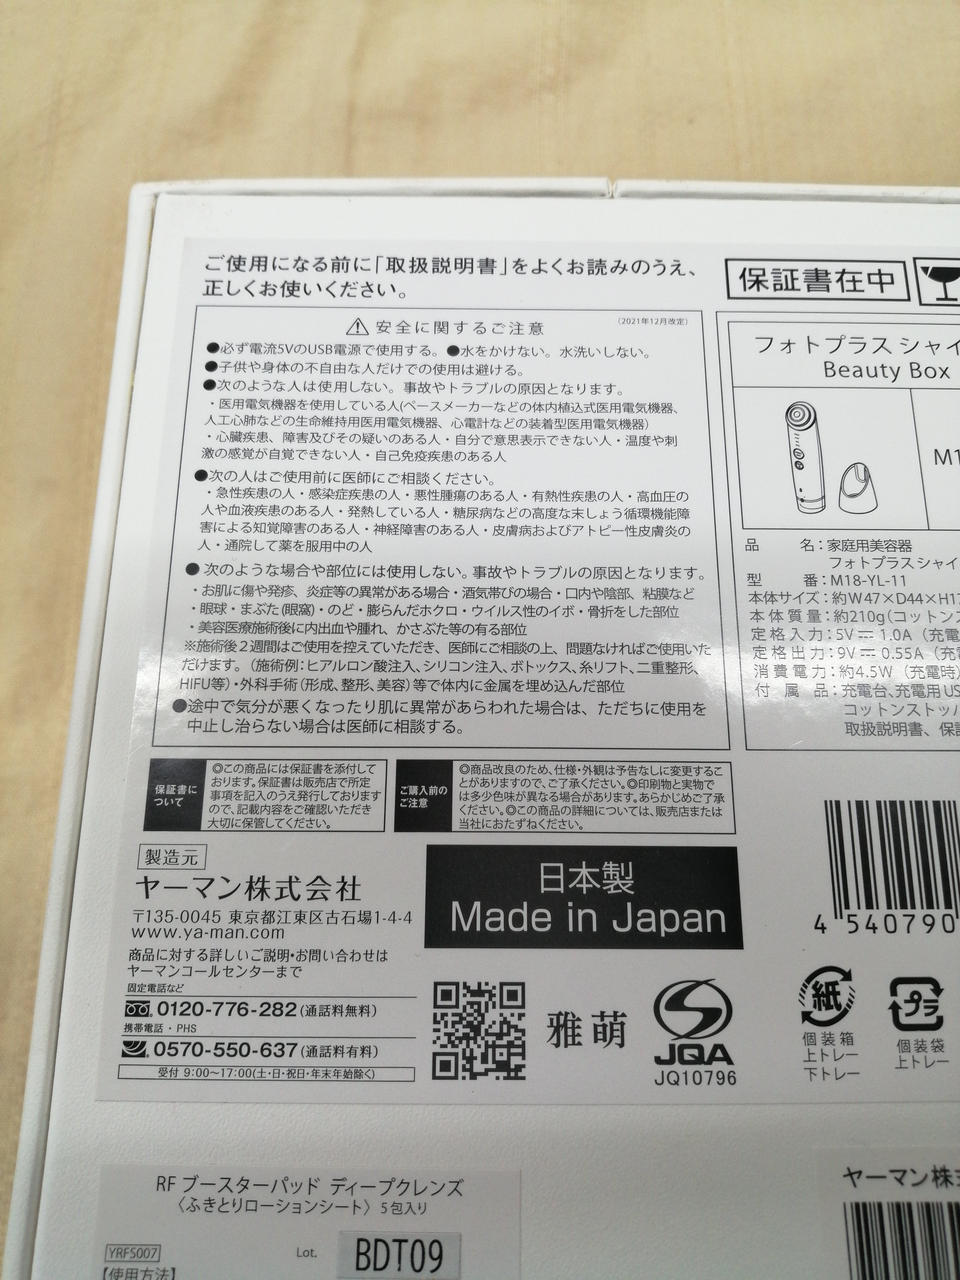 ご使用になる前に「取扱説明書」をよくお読みのうえ、
正しくお使いください。
保証書在中
安全に関するご注意
(2021年12月改定)
●必ず電流5VのUSB電源で使用する。●水をかけない。水洗いしない。
●子供や身体の不自由な人だけでの使用は避ける。
●次のような人は使用しない。事故やトラブルの原因となります。
・医用電気機器を使用している人(ペースメーカーなどの体内植込式医用電気機器、
人工心肺などの生命維持用医用電気機器、心電計などの装着型医用電気機器)
・心臓疾患、障害及びその疑いのある人・自分で意思表示できない人・温度や刺
激の感覚が自覚できない人・自己免疫疾患のある人
●次の人はご使用前に医師にご相談ください。
・急性疾患の人・感染症疾患の人・悪性腫瘍のある人・有熱性疾患の人・高血圧の
人や血液疾患の人・発熱している人・糖尿病などの高度な末しょう循環機能障
害による知覚障害のある人・神経障害のある人・皮膚病およびアトピー性皮膚炎の
人・通院して薬を服用中の人
●次のような場合や部位には使用しない。事故やトラブルの原因となります。
・お肌に傷や発疹、炎症等の異常がある場合・酒気帯びの場合・口内や陰部、粘膜など
・眼球・まぶた(眼窩)・のど・膨らんだホクロ・ウイルス性のイボ・骨折をした部位
・美容医療施術後に内出血や腫れ、かさぶた等の有る部位
※施術後2週間はご使用を控えていただき、医師にご相談の上、問題なければご使用いた
だけます。(施術例:ヒアルロン酸注入、シリコン注入、ボトックス、糸リフト、二重整形、
HIFU等)・外科手術(形成、整形、美容)等で体内に金属を埋め込んだ部位
●途中で気分が悪くなったり肌に異常があらわれた場合は、ただちに使用を
中止し治らない場合は医師に相談する。
フォトプラス シャイ
Beauty Box
M1
品 名:家庭用美容器
フォトプラス シャイ
型 番:M18-YL-11
本体サイズ:約W47×D44×H17
本体質量:約210g(コットン
定格入力:5V⎓1.0A(充電
定格出力:9V⎓0.55A(充電
消費電力:約4.5W(充電時)
付属品:充電台、充電用US
コットンストッパ
取扱説明書、保証
保証書に
ついて
◎この商品には保証書を添付して
おります。保証書は販売店で所定
事項を記入のうえ発行しております
ので、記載内容をご確認いただき
大切に保管してください。
ご購入前の
ご注意
◎商品改良のため、仕様・外観は予告なしに変更するこ
とがありますので、ご了承ください。◎印刷物と実物で
は多少色味が異なる場合があります。あらかじめご了承
ください。◎この商品の詳細については、販売店または
当社におたずねください。
製造元
ヤーマン株式会社
〒135-0045 東京都江東区古石場1-4-4
www.ya-man.com
商品に対する詳しいご説明・お問い合わせは
ヤーマンコールセンターまで
固定電話など
0120-776-282(通話料無料)
携帯電話・PHS
0570-550-637(通話料有料)
受付 9:00〜17:00(土・日・祝日・年末年始除く)
日本製
Made in Japan
雅萌
JQA
JQ10796
4 540790
紙
個装箱
上トレー
下トレー
プラ
個装袋
上トレー
RF ブースターパッド ディープクレンズ
〈ふきとりローションシート〉5包入り
YRFS007
Lot.
BDT09
【使用方法】
ヤーマン株式